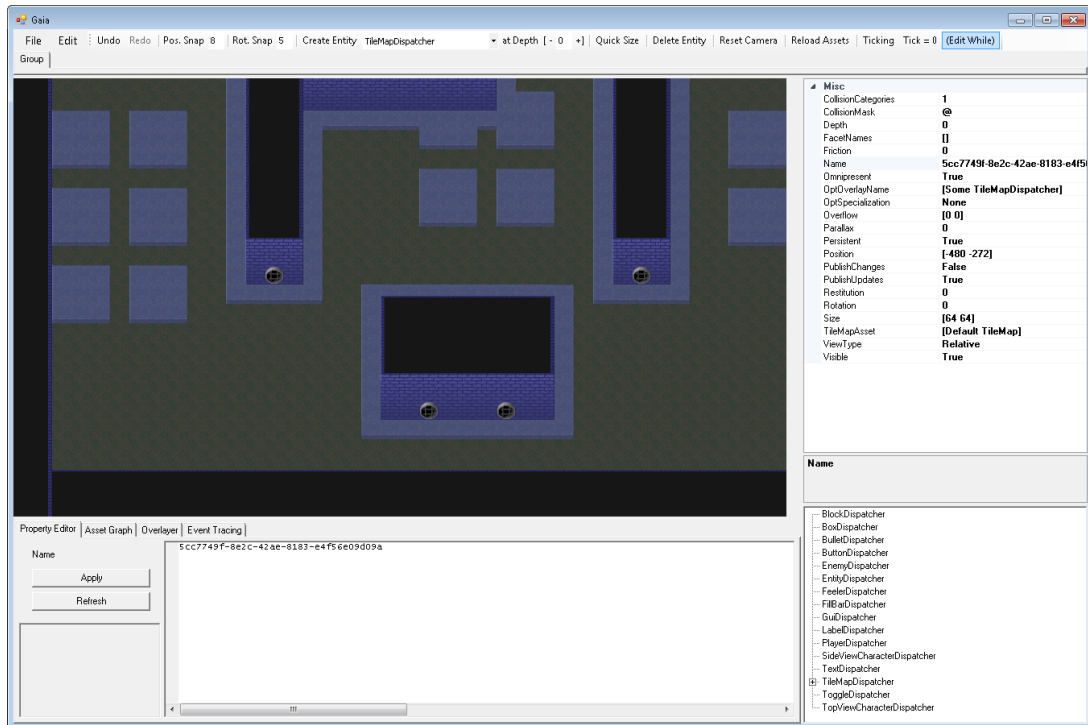 Gaia
File Edit Undo Redo Pos. Snap 8 Rot. Snap 5 Create Entity TileMapDispatcher at Depth [ - 0 +] Quick Size Delete Entity Reset Camera Reload Assets Ticking Tick = 0 (Edit While)
Group
Misc
CollisionCategories 1
CollisionMask @
Depth 0
FacetNames []
Friction 0
Name 5cc7749f-8e2c-42ae-8183-e4f5
Omnipresent True
OptOverlayName [Some TileMapDispatcher]
OptSpecialization None
Overflow [0 0]
Parallax 0
Persistent True
Position [-480 -272]
PublishChanges False
PublishUpdates True
Restitution 0
Rotation 0
Size [64 64]
TileMapAsset [Default TileMap]
ViewType Relative
Visible True
Name
Property Editor Asset Graph Overlayer Event Tracing
Name
5cc7749f-8e2c-42ae-8183-e4f56e09d09a
Apply
Refresh
BlockDispatcher
BoxDispatcher
BulletDispatcher
ButtonDispatcher
EnemyDispatcher
EntityDispatcher
FeelerDispatcher
FillBarDispatcher
GuiDispatcher
LabelDispatcher
PlayerDispatcher
SideViewCharacterDispatcher
TextDispatcher
TileMapDispatcher
ToggleDispatcher
TopViewCharacterDispatcher